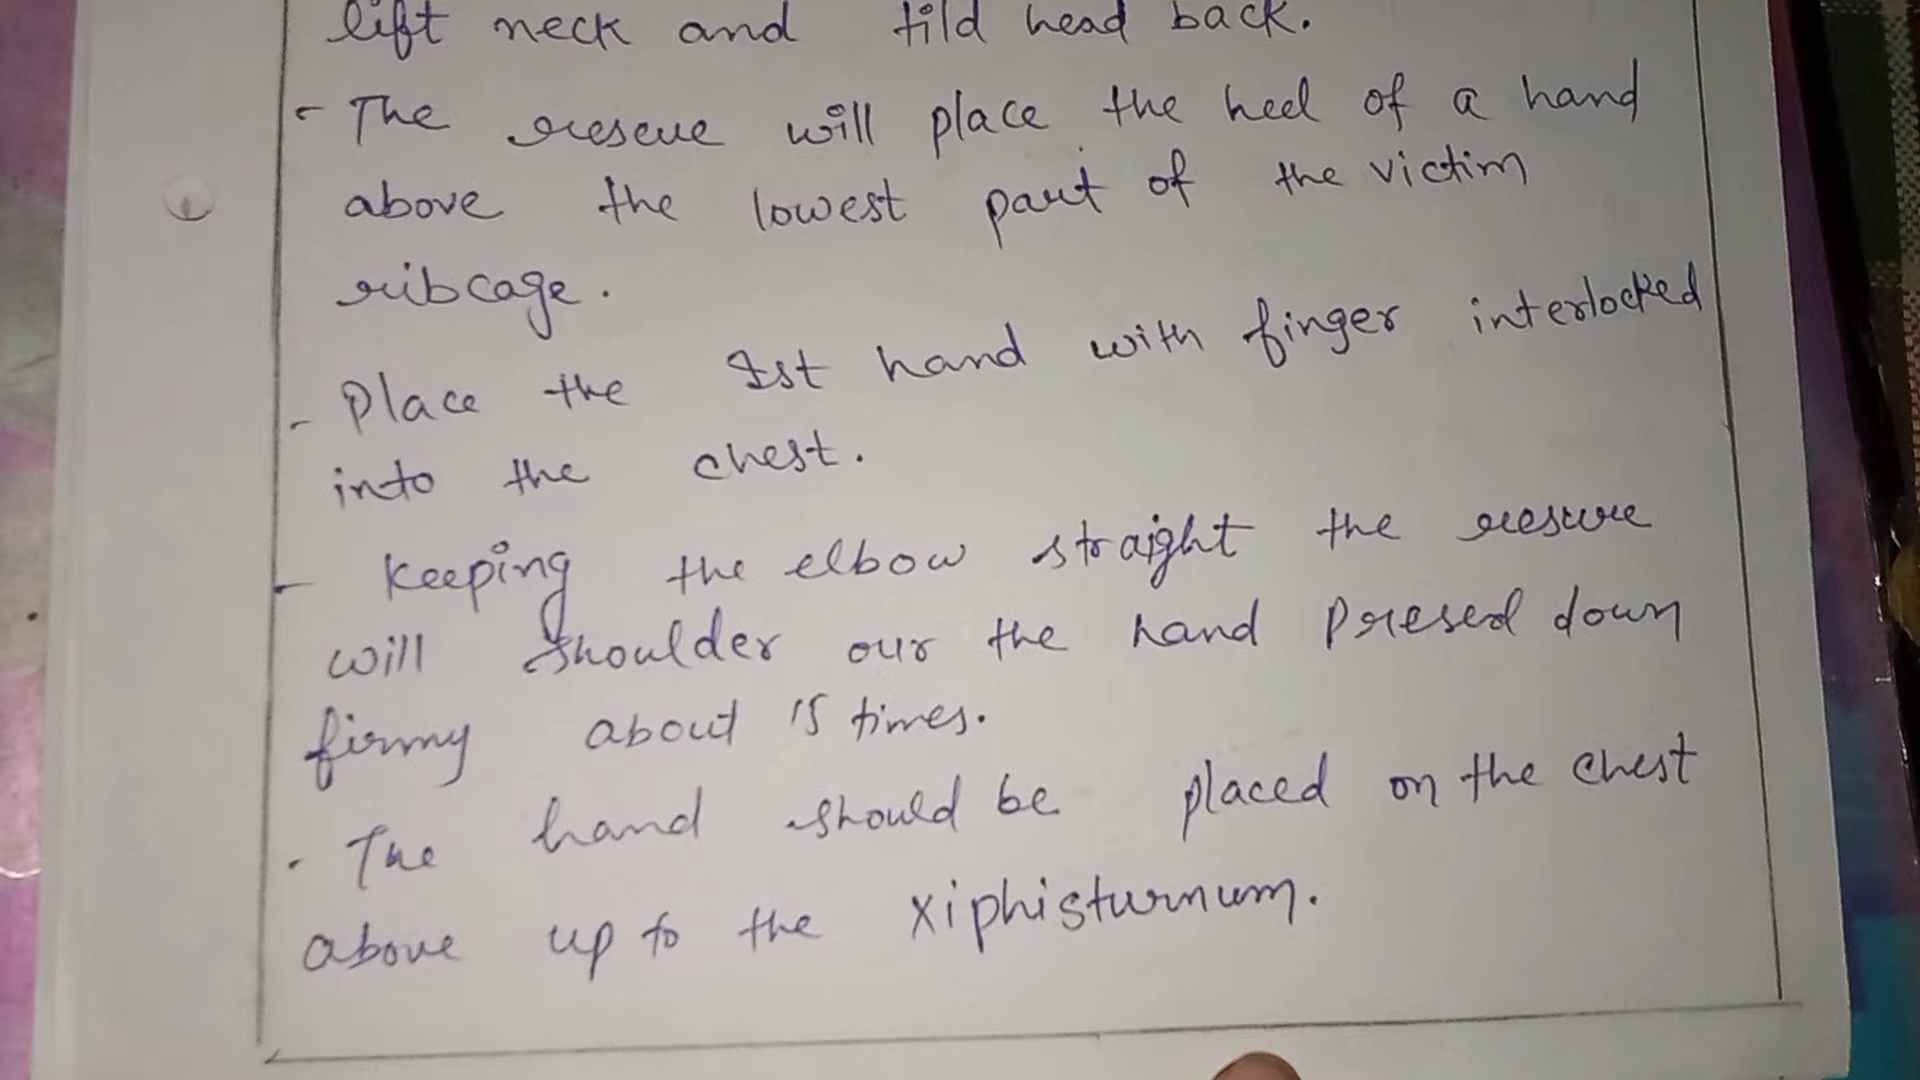 lift neck and tild head back.
- The rescue will place the heel of a hand
above the lowest part of the victim
ribcage.
- Place the Ist hand with finger interlocked
into the chest.
- Keeping the elbow straight the resure
will shoulder our the hand Presed down
firmy about 15 times.
- The hand should be placed on the chest
above up to the xiphisturnum.